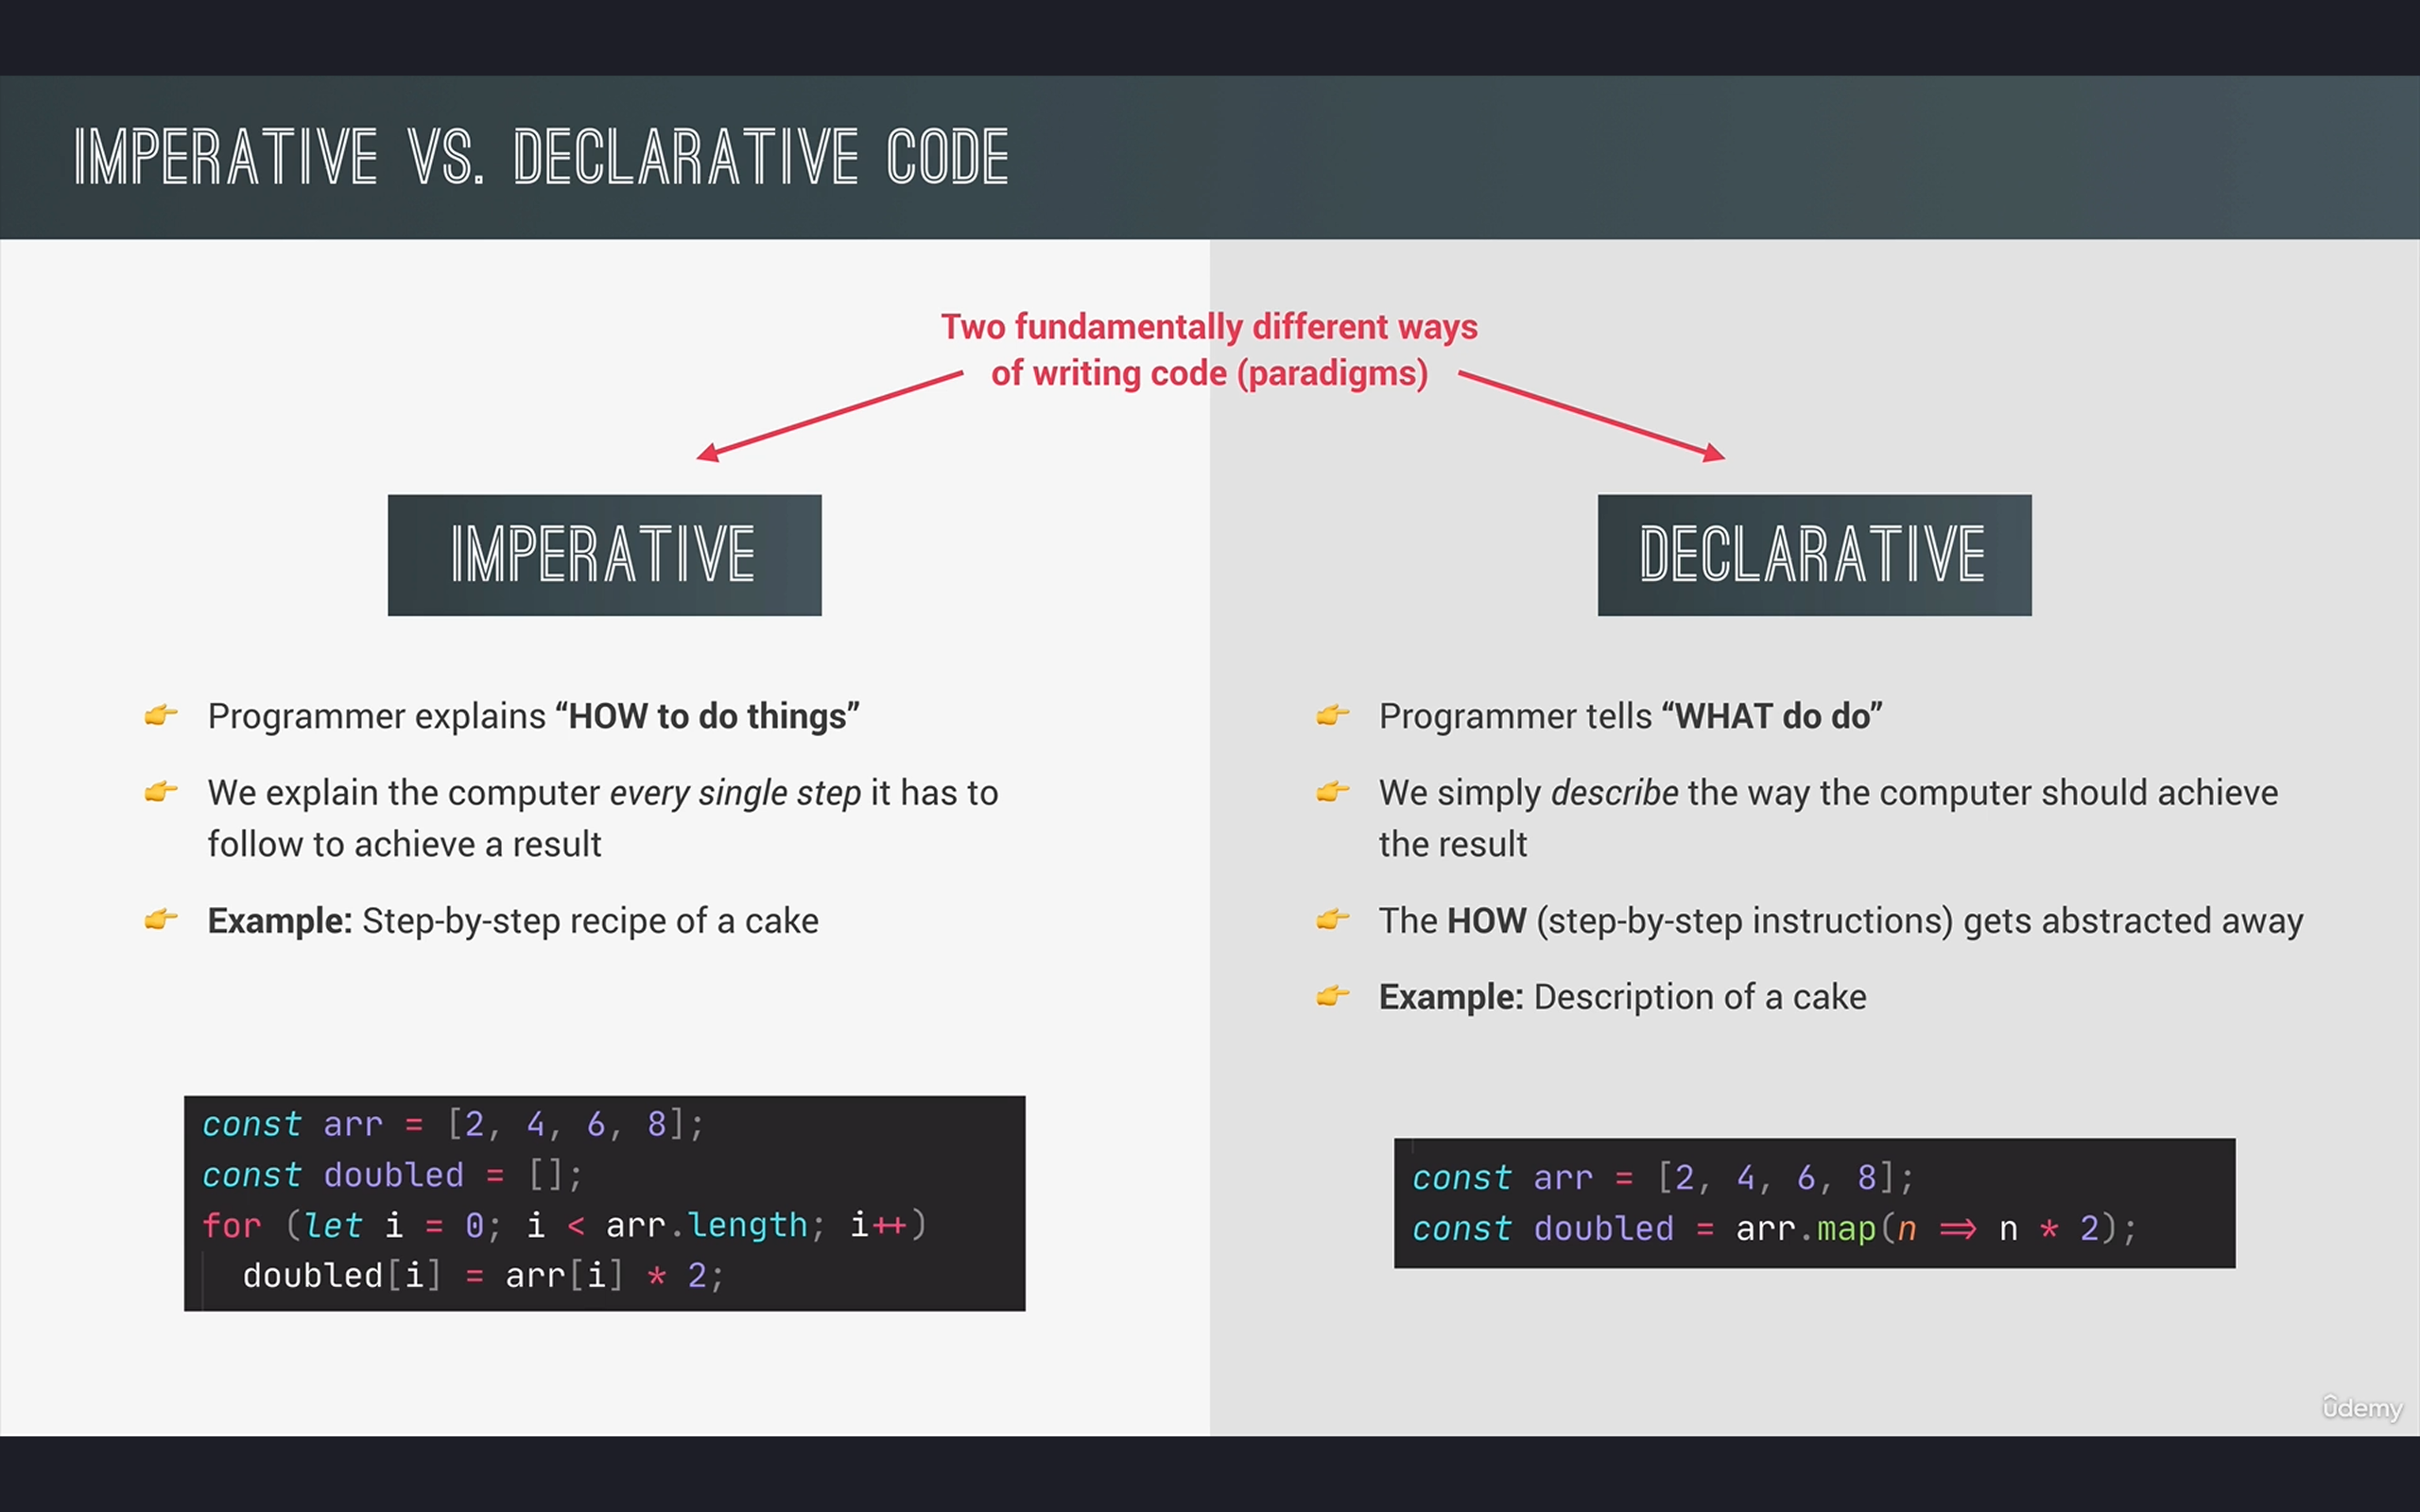 IMPERATIVE VS. DECLARATIVE CODE
Two fundamentally different ways
of writing code (paradigms)
IMPERATIVE
👉 Programmer explains “HOW to do things”
👉 We explain the computer every single step it has to
follow to achieve a result
👉 Example: Step-by-step recipe of a cake
const arr = [2, 4, 6, 8];
const doubled = [];
for (let i = 0; i < arr.length; i++)
  doubled[i] = arr[i] * 2;
DECLARATIVE
👉 Programmer tells “WHAT do do”
👉 We simply describe the way the computer should achieve
the result
👉 The HOW (step-by-step instructions) gets abstracted away
👉 Example: Description of a cake
const arr = [2, 4, 6, 8];
const doubled = arr.map(n => n * 2);
ûdemy